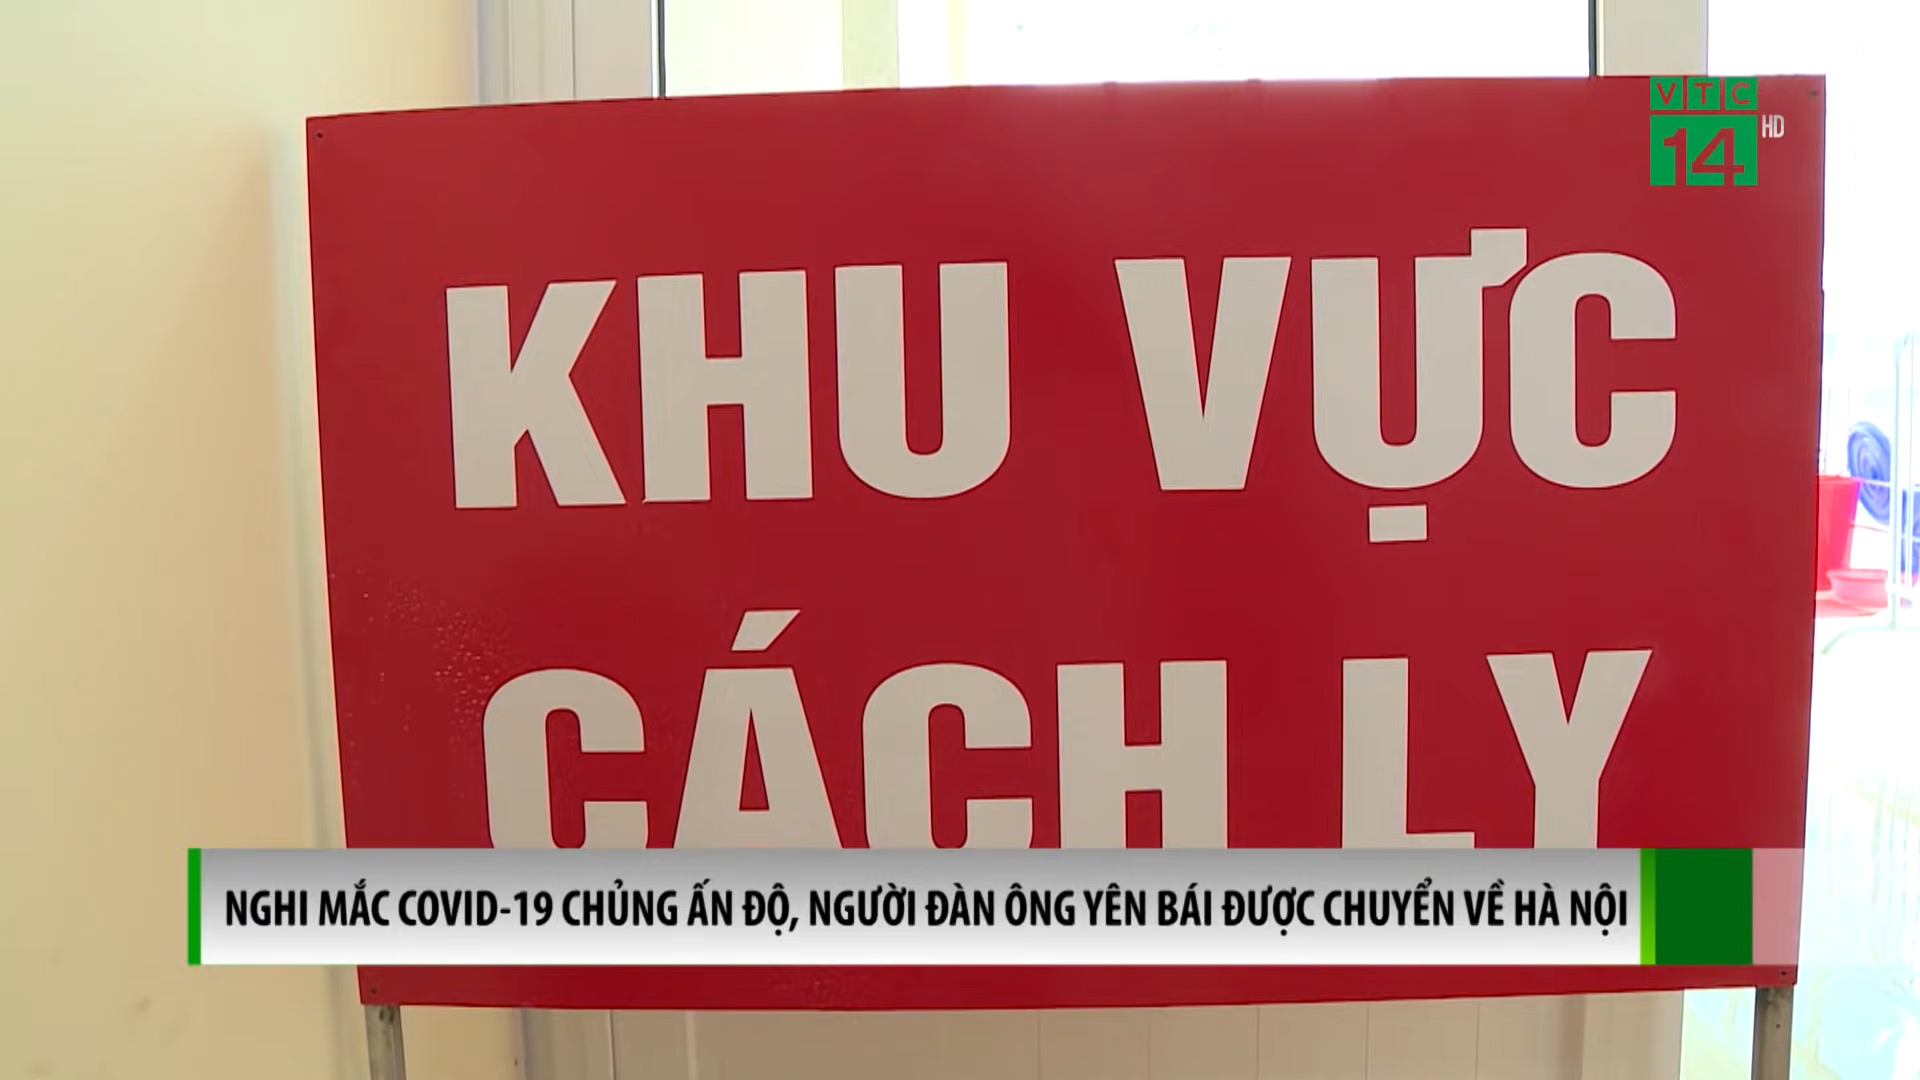 VTC
14 HD
KHU VỰC
CÁCH LY
NGHI MẮC COVID-19 CHỦNG ẤN ĐỘ, NGƯỜI ĐÀN ÔNG YÊN BÁI ĐƯỢC CHUYỂN VỀ HÀ NỘI